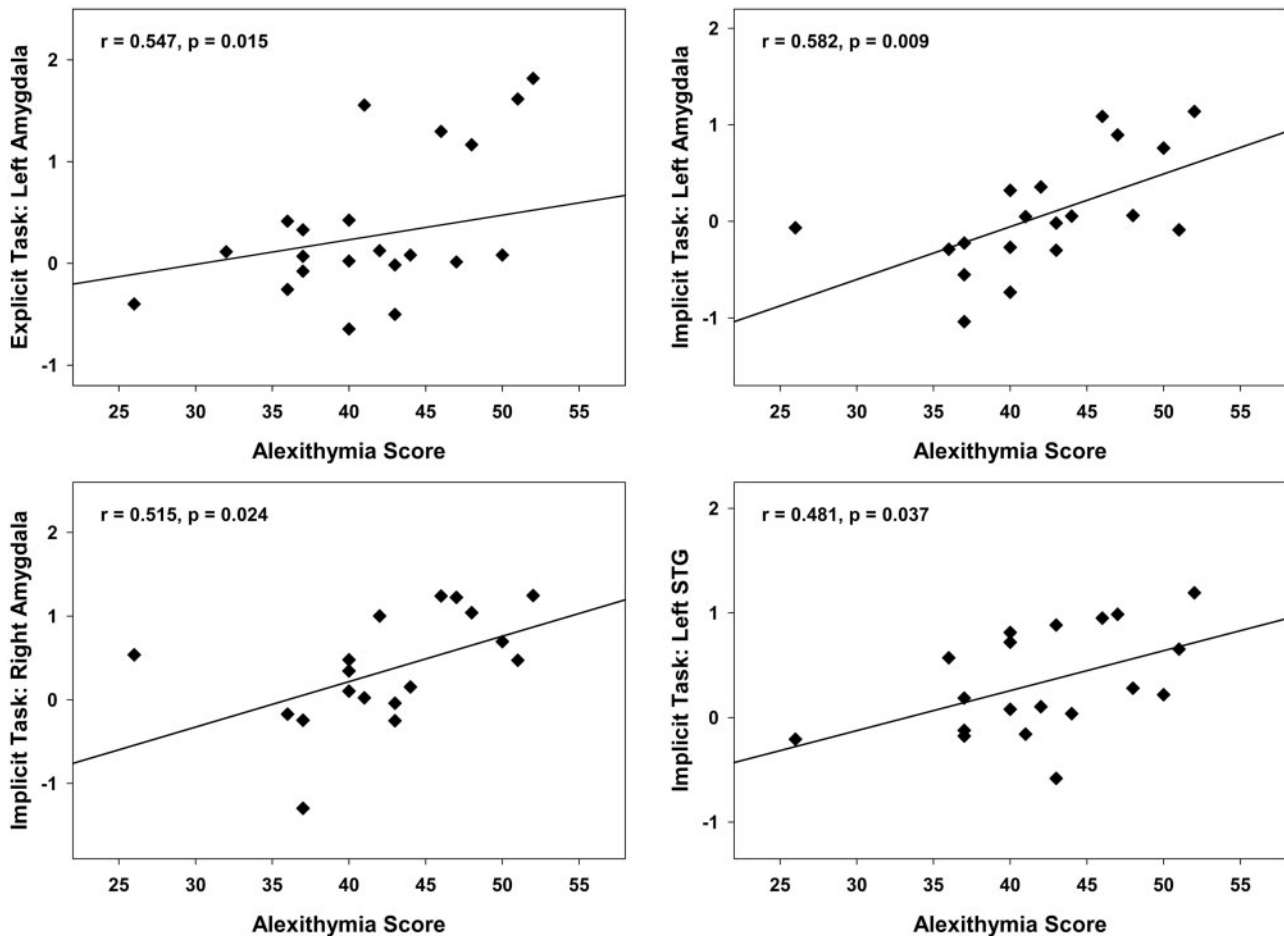 r = 0.547, p = 0.015
Explicit Task: Left Amygdala
2
1
0
-1
25 30 35 40 45 50 55
Alexithymia Score
r = 0.582, p = 0.009
Implicit Task: Left Amygdala
2
1
0
-1
25 30 35 40 45 50 55
Alexithymia Score
r = 0.515, p = 0.024
Implicit Task: Right Amygdala
2
1
0
-1
25 30 35 40 45 50 55
Alexithymia Score
r = 0.481, p = 0.037
Implicit Task: Left STG
2
1
0
-1
25 30 35 40 45 50 55
Alexithymia Score